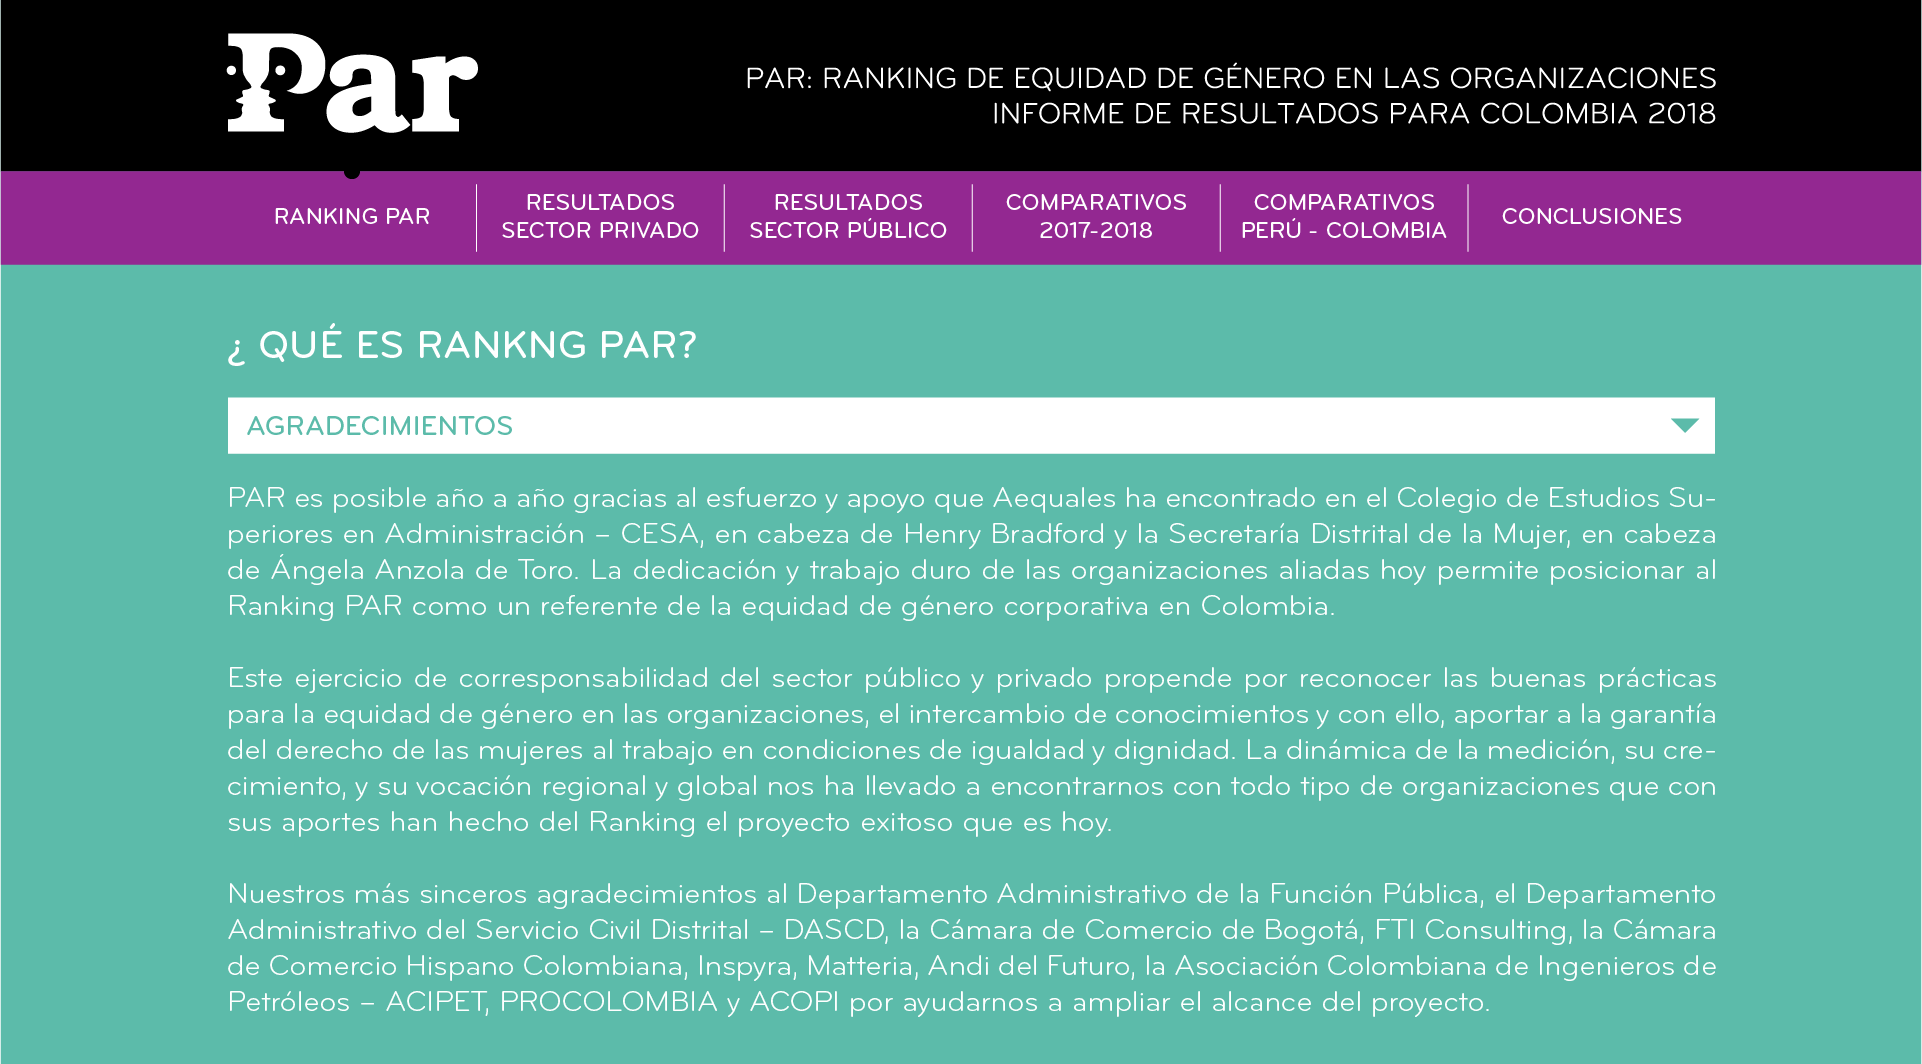 Par
PAR: RANKING DE EQUIDAD DE GÉNERO EN LAS ORGANIZACIONES
INFORME DE RESULTADOS PARA COLOMBIA 2018
RANKING PAR
RESULTADOS
SECTOR PRIVADO
RESULTADOS
SECTOR PÚBLICO
COMPARATIVOS
2017-2018
COMPARATIVOS
PERÚ - COLOMBIA
CONCLUSIONES
¿ QUÉ ES RANKNG PAR?
AGRADECIMIENTOS
PAR es posible año a año gracias al esfuerzo y apoyo que Aequales ha encontrado en el Colegio de Estudios Su-
periores en Administración – CESA, en cabeza de Henry Bradford y la Secretaría Distrital de la Mujer, en cabeza
de Ángela Anzola de Toro. La dedicación y trabajo duro de las organizaciones aliadas hoy permite posicionar al
Ranking PAR como un referente de la equidad de género corporativa en Colombia.
Este ejercicio de corresponsabilidad del sector público y privado propende por reconocer las buenas prácticas
para la equidad de género en las organizaciones, el intercambio de conocimientos y con ello, aportar a la garantía
del derecho de las mujeres al trabajo en condiciones de igualdad y dignidad. La dinámica de la medición, su cre-
cimiento, y su vocación regional y global nos ha llevado a encontrarnos con todo tipo de organizaciones que con
sus aportes han hecho del Ranking el proyecto exitoso que es hoy.
Nuestros más sinceros agradecimientos al Departamento Administrativo de la Función Pública, el Departamento
Administrativo del Servicio Civil Distrital – DASCD, la Cámara de Comercio de Bogotá, FTI Consulting, la Cámara
de Comercio Hispano Colombiana, Inspyra, Matteria, Andi del Futuro, la Asociación Colombiana de Ingenieros de
Petróleos – ACIPET, PROCOLOMBIA y ACOPI por ayudarnos a ampliar el alcance del proyecto.